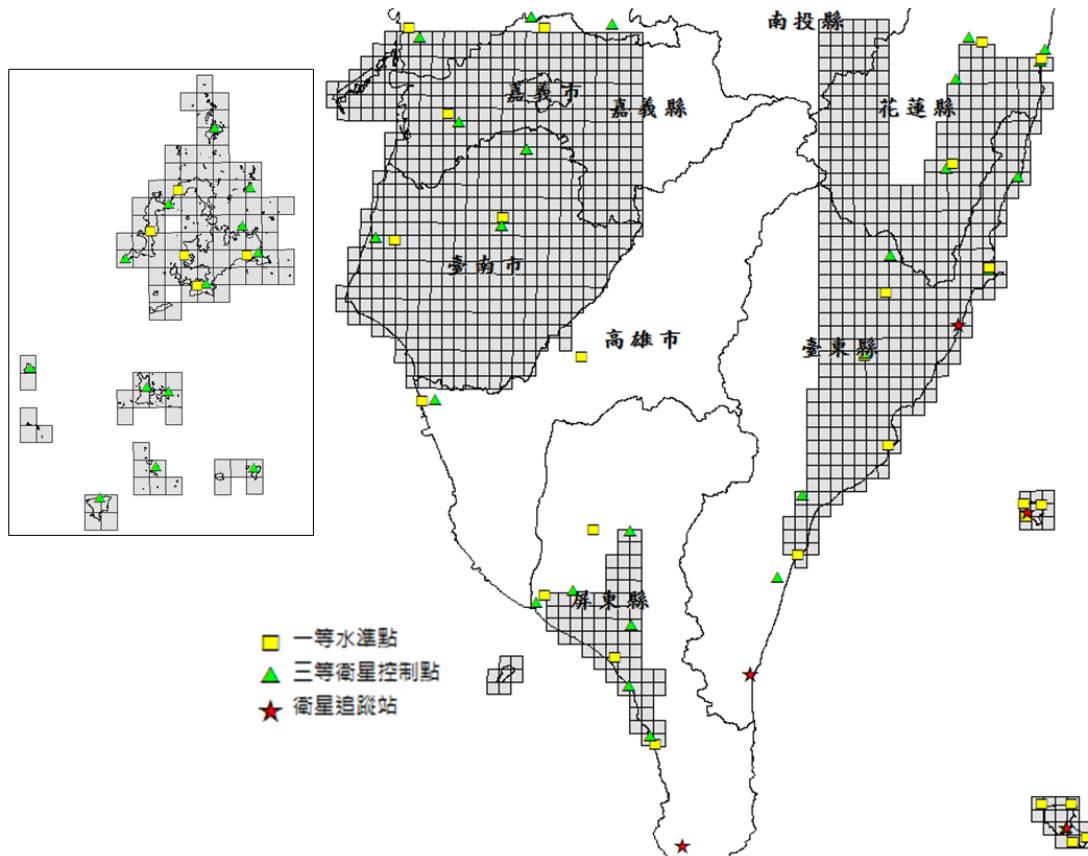 南投縣
嘉義市
嘉義縣
花蓮縣
臺南市
高雄市
臺東縣
屏東縣
一等水準點
三等衛星控制點
衛星追蹤站